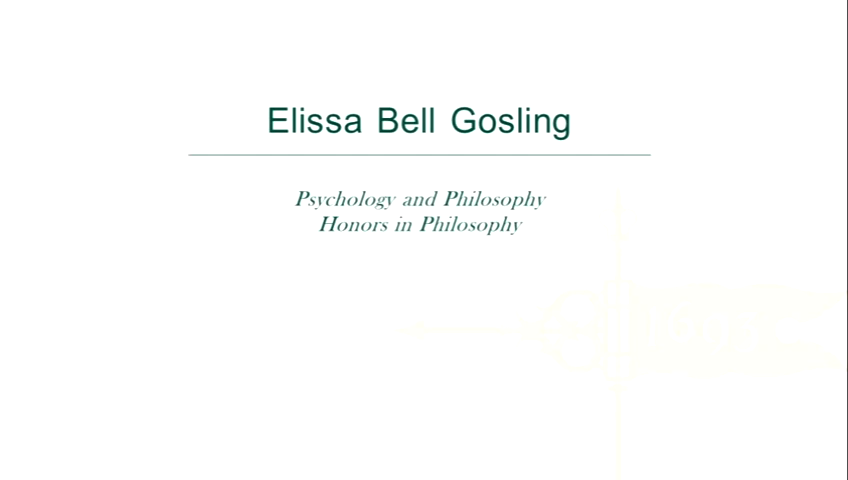 Elissa Bell Gosling
Psychology and Philosophy
Honors in Philosophy